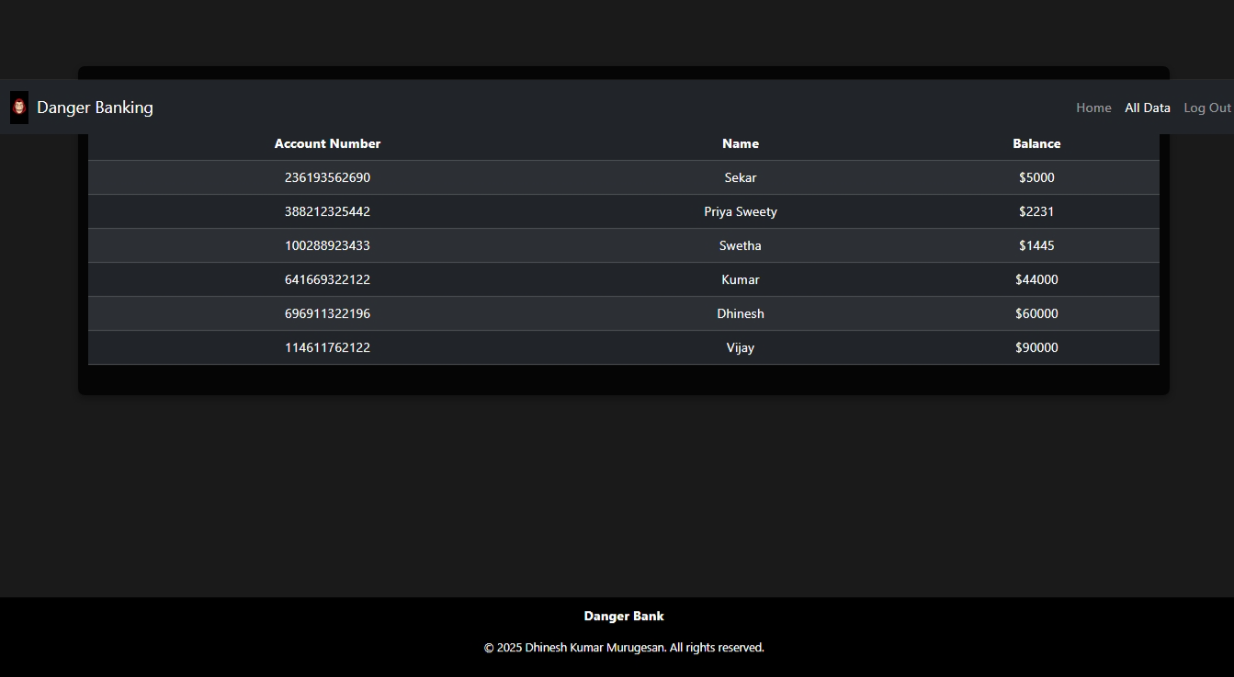 Danger Banking Home All Data Log Out
Account Number Name Balance
236193562690 Sekar $5000
388212325442 Priya Sweety $2231
100288923433 Swetha $1445
641669322122 Kumar $44000
696911322196 Dhinesh $60000
114611762122 Vijay $90000
Danger Bank
© 2025 Dhinesh Kumar Murugesan. All rights reserved.